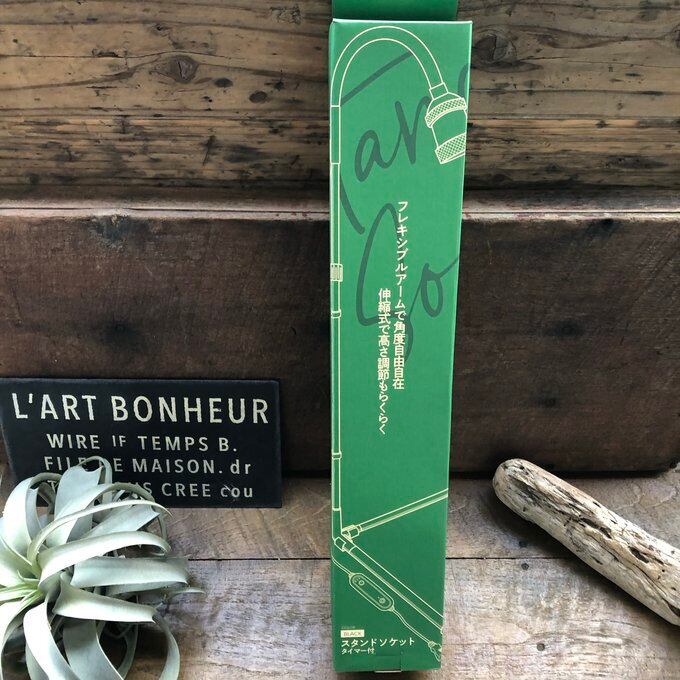 フレキシブルアームで角度自由自在
伸縮式で高さ調節もらくらく
L'ART BONHEUR
WIRE IF TEMPS B.
MAISON. dr
CREE cou
BLACK
スタンドソケット
タイマー付